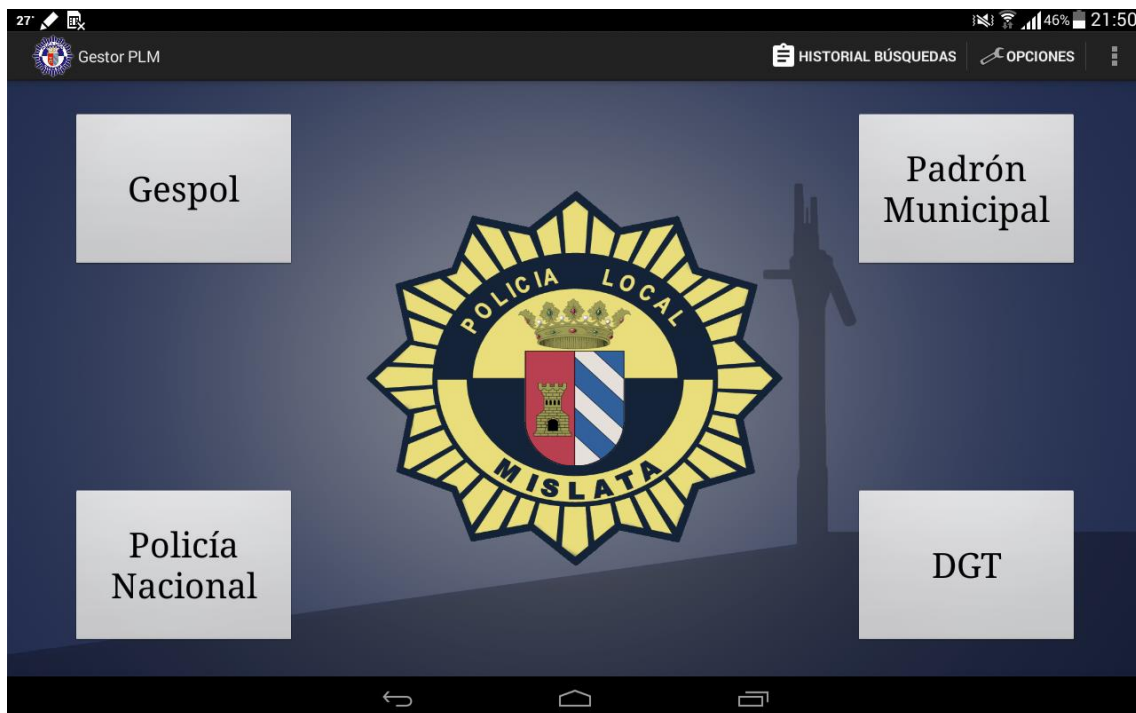 27°
46%
21:50
Gestor PLM
HISTORIAL BÚSQUEDAS
OPCIONES
Gespol
Padrón
Municipal
POLICIA LOCAL
MISLATA
Policía
Nacional
DGT